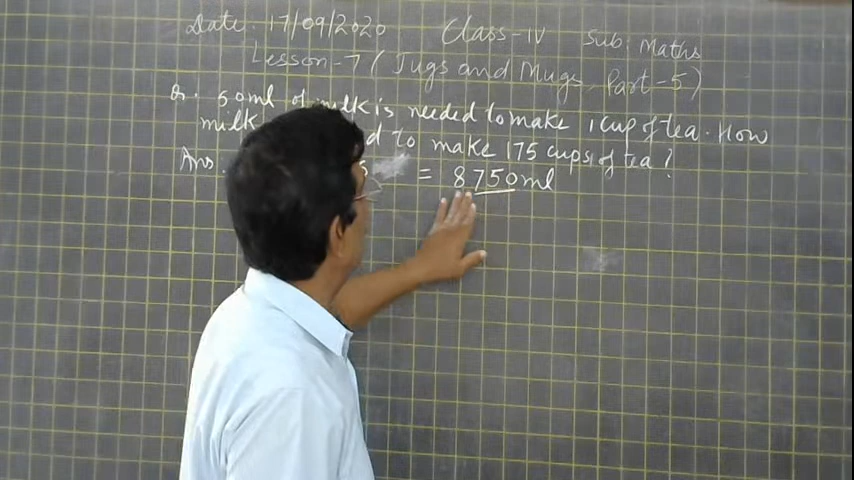 Date. 17/09/2020 Class-IV Sub: Maths
Lesson-7 (Jugs and Mugs, Part-5)
Q. 50ml of milk is needed to make 1 cup of tea. How
milk d to make 175 cups of tea?
Ans. 5 = 8750ml